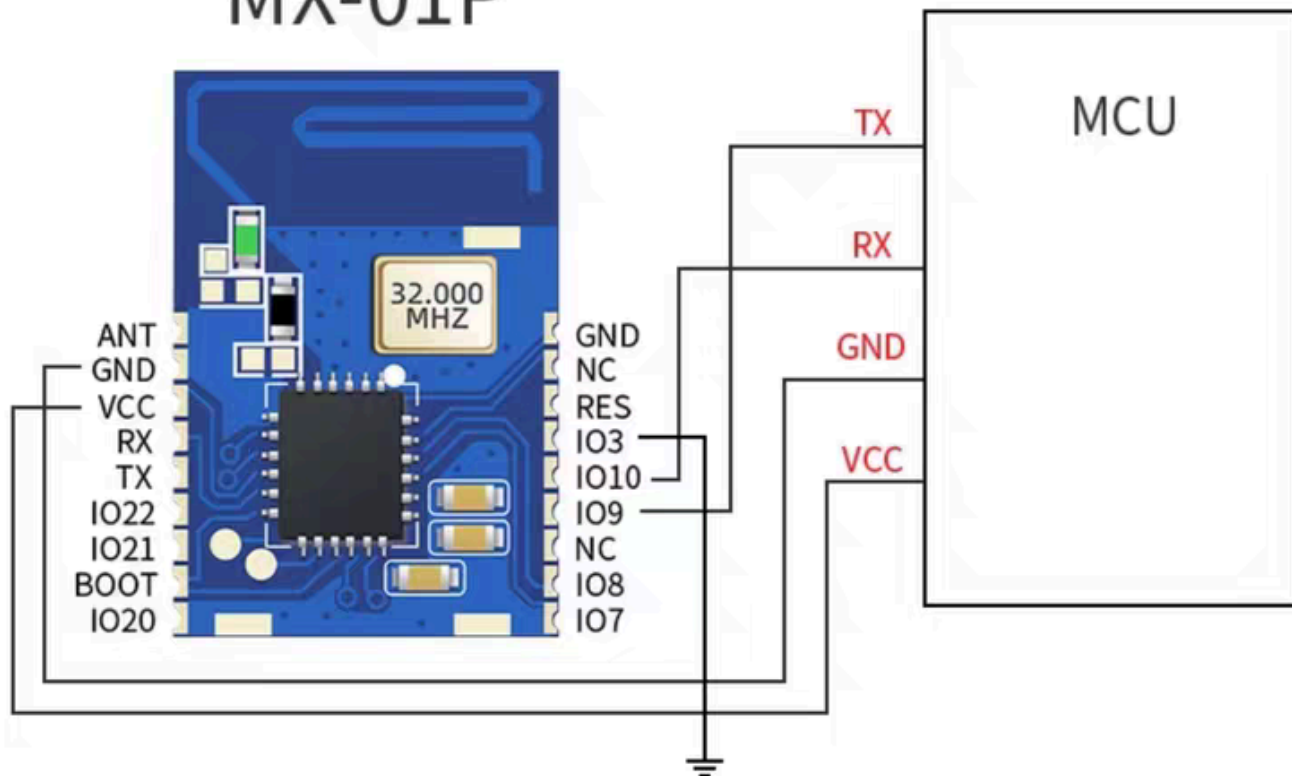 MX-01P
MCU
TX
RX
GND
VCC
32.000
MHZ
ANT
GND
VCC
RX
TX
IO22
IO21
BOOT
IO20
GND
NC
RES
IO3
IO10
IO9
NC
IO8
IO7